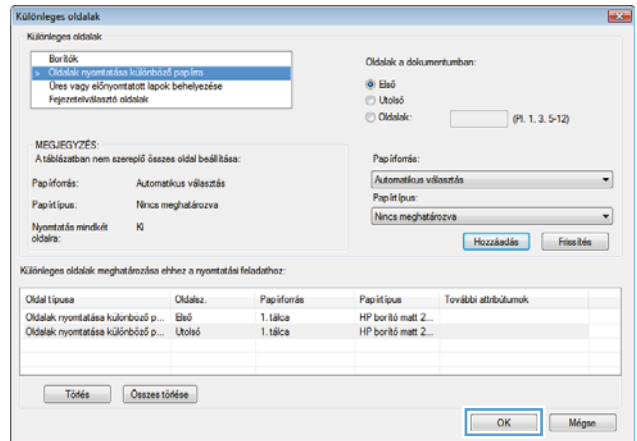 Különleges oldalak
Különleges oldalak
Borítók
» Oldalak nyomtatása különböző papírra
Üres vagy előnyomtatott lapok behelyezése
Fejezetelválasztó oldalak
Oldalak a dokumentumban:
Első
Utolsó
Oldalak: (Pl. 1, 3, 5-12)
MEGJEGYZÉS:
A táblázatban nem szereplő összes oldal beállítása:
Papírforrás: Automatikus választás
Papírtípus: Nincs meghatározva
Nyomtatás mindkét Ki
oldalra:
Papírforrás:
Automatikus választás
Papírtípus:
Nincs meghatározva
Hozzáadás Frissítés
Különleges oldalak meghatározása ehhez a nyomtatási feladathoz:
Oldal típusa Oldalsz. Papírforrás Papírtípus További attribútumok
Oldalak nyomtatása különböző p... Első 1. tálca HP borító matt 2...
Oldalak nyomtatása különböző p... Utolsó 1. tálca HP borító matt 2...
Törlés Összes törlése
OK Mégse